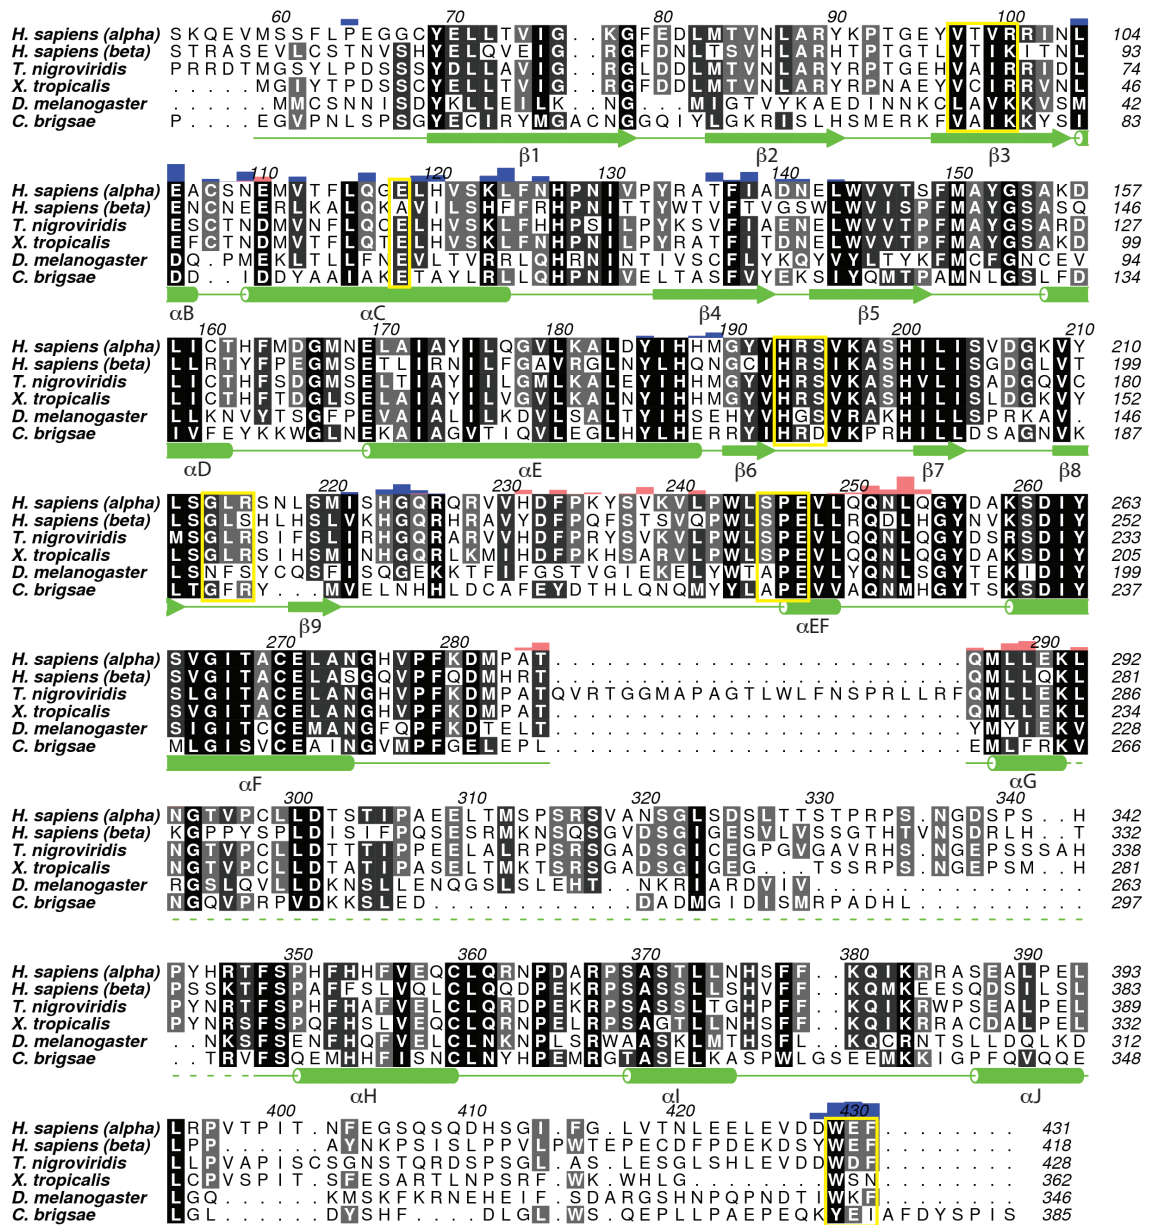 60 70 80 90 100
H. sapiens (alpha) SKQEVMSSFLPEGGCYELLTVIG..KGFEDLMTVNLARYKPTGEYVTVRRINL 104
H. sapiens (beta) STRASEVLCSTNVSHYELQVEIG..RGFDNLTSVHLARHTPTGTLVTIKITNL 93
T. nigroviridis PRRDTMGSYLPDSSSYDLLAVIG..RGLDDLMTVNLARYRPTGEHVAIRRIDL 74
X. tropicalis .....MGIYTPDSSCYELLTVIG..RGFDDLMTVNLARYRPNAEYVCIRRVNL 46
D. melanogaster ......MMCSNNISDYKLLEILK..NG...MIGTVYKAEDINNKCLAVKKVSM 42
C. brigsae P....EGVPNLSPSGYECIRYMGACNGGQIYLGKRISLHSMERKFVAIKKYSI 83
β1 β2 β3
110 120 130 140 150
H. sapiens (alpha) EACSNEMVTFLQGELHVSKLFNHPNIVPYRATFIADNELWVVTSFMAYGSAKD 157
H. sapiens (beta) ENCNEERLKALQKAVILSHFFRHPNITTYWTVFTVGSWLWVISPFMAYGSASQ 146
T. nigroviridis ESCTNDMVNFLQCELHVSKLFHHPSILPYKSVFIAENELWVVTPFMAYGSAKD 127
X. tropicalis EFCTNDMVTFLQTELHVSKLFNHPNILPYRATFITDNELWVVTPFMAYGSARD 99
D. melanogaster DQ.PMEKLTLLFNEVLTVRRLQHRNINTIVSCFLYKQYVYLTYKFMCFGNCEV 94
C. brigsae DD..IDDYAAIAKETAYLRLLQHPNIVELTASFVYEKSIYQMTPAMNLGSLFD 134
αB αC β4 β5
160 170 180 190 200 210
H. sapiens (alpha) LICTHFMDGMNELAIAYILQGVLKALDYIHHMGYVHRSVKASHILISVDGKVY 210
H. sapiens (beta) LLRTYFPEGMSETLIRNILFGAVRGLNYLHQNGCIHRSVKASHILISGDGLVT 199
T. nigroviridis LICTHFSDGMSELTIAYILLGMLKALEYIHHMGYVHRSVKASHVLISADGQVC 180
X. tropicalis LICTHFTDGLSELAIAYILVGVLKALDYIHHMGYVHRSVKASHILISLDGKVY 152
D. melanogaster LLKNVYTSGFPEVAIALILKDVLSALTYIHSEHYVHGSVRAKHILLSPRKAV. 146
C. brigsae LVFEYKKWGLNEKAIAGVTIQVLEGLHYLHERRYIHRDVKPRHILLDSAGNVK 187
αD αE β6 β7 β8
220 230 240 250 260
H. sapiens (alpha) LSGLRSNLSMISHGQRQRVVHDFPKYSVKVLPWLSPEVLQQNLQGYDAKSDIY 263
H. sapiens (beta) LSGLSHLHSLVKHGQRHRAVYDFPQFSTSVQPWLSPELLRQDLHGYNVKSDIY 252
T. nigroviridis MSGLRSIFSLIRHGQRARVVHDFPRYSVKVLPWLSPEVLQQNLQGYDSRSDIY 233
X. tropicalis LSGLRSIHSMINHGQRLKMIHDFPKHSARVLPWLSPEVLQQNLQGYDAKSDIY 205
D. melanogaster LSNFSYCQSFISQGEKKTFIFGSTVGIEKELYWTAPEVLYQNLSGYTEKIDIY 199
C. brigsae LTGFRY...MVELNHHLDCAFEYDTHLQNQMYYLAPEVVAQNMHGYTSKSDIY 237
β9 αEF
270 280 290
H. sapiens (alpha) SVGITACELANGHVPFKDMPAT........................QMLLEKL 292
H. sapiens (beta) SVGITACELASGQVPFQDMHRT........................QMLLQKL 281
T. nigroviridis SLGITACELANGHVPFKDMPATQVRTGGMAPAGTLWLFNSPRLLRFQMLLEKL 286
X. tropicalis SVGITACELANGHVPFKDMPAT........................QMLLEKL 234
D. melanogaster SIGITCCEMANGFQPFKDTELT........................YMYIEKV 228
C. brigsae MLGISVCEAINGVMPFGELEPL........................EMLFRKV 266
αF αG
300 310 320 330 340
H. sapiens (alpha) NGTVPCLLDTSTIPAEELTMSPSRSVANSGLSDSLTTSTPRPS.NGDSPS..H 342
H. sapiens (beta) KGPPYSPLDISIFPQSESRMKNSQSGVDSGIGESVLVSSGTHTVNSDRLH..T 332
T. nigroviridis NGTVPCLLDTTTIPPEELALRPSRSGADSGICEGPGVGAVRHS.NGEPSSSAH 338
X. tropicalis NGTVPCLLDTATIPASELTMKTSRSGADSGIGEG...TSSRPS.NGEPSM..H 281
D. melanogaster RGSLQVLLDKNSLLENQGSLSLEHT..NKRIARDVIV................ 263
C. brigsae NGQVPRPVDKKSLED............DADMGIDISMRPADHL.......... 297
350 360 370 380 390
H. sapiens (alpha) PYHRTFSPHFHHFVEQCLQRNPDARPSASTLLNHSFF..KQIKRRASEALPEL 393
H. sapiens (beta) PSSKTFSPAFFSLVQLCLQQDPEKRPSASSLLSHVFF..KQMKEESQDSILSL 383
T. nigroviridis PYNRTFSPHFHAFVELCLQRDPEKRPSASSLTGHPFF..KQIKRWPSEALPEL 389
X. tropicalis PYNRSFSPQFHSLVEQCLQRNPELRPSAGTLLNHSFF..KQIKRRACDALPEL 332
D. melanogaster ..NKSFSENFHQFVEICLNKNPLSRWAASKLMTHSFL..KQCRNTSLLDQLKD 312
C. brigsae ..TRVFSQEMHHFISNCLNYHPEMRGTASELKASPWLGSEEMKKIGPFQVQQE 348
αH αI αJ
400 410 420 430
H. sapiens (alpha) LRPVTPIT.NFEGSQSQDHSGI.FG.LVTNLEELEVDDWEF........ 431
H. sapiens (beta) LPP......AYNKPSISLPPVLPWTEPECDFPDEKDSYWEF........ 418
T. nigroviridis LLPVAPISCSGNSTQRDSPSGL.AS.LESGLSHLEVDDWDF........ 428
X. tropicalis LCPVSPIT.SFESARTLNPSRF.WK.WHLG........WSN........ 362
D. melanogaster LGQ......KMSKFKRNEHEIF.SDARGSHNPQPNDTIWKF........ 346
C. brigsae LGL......DYSHF....DLGL.WS.QEPLLPAEPEQKYEIAFDYSPIS 385